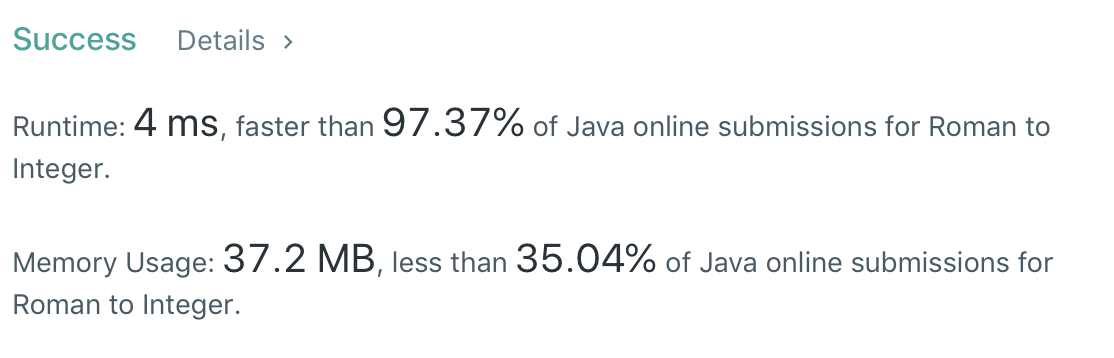 Success Details >
Runtime: 4 ms, faster than 97.37% of Java online submissions for Roman to
Integer.
Memory Usage: 37.2 MB, less than 35.04% of Java online submissions for
Roman to Integer.